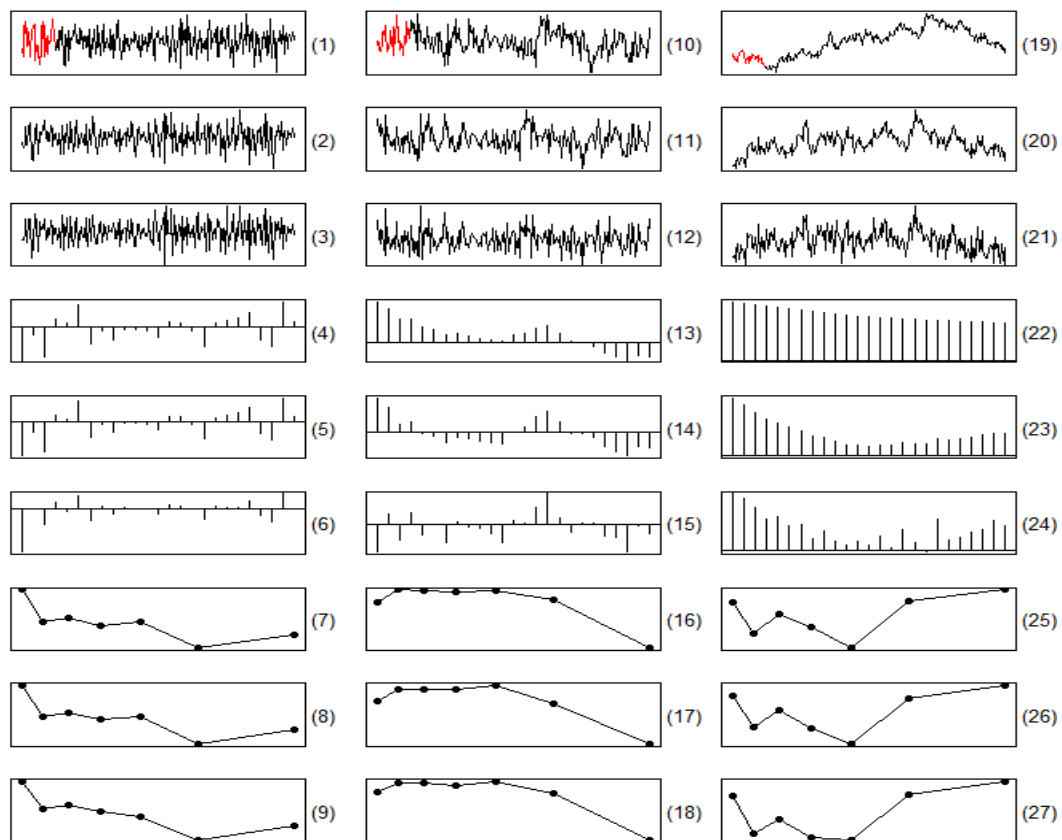 (1) (10) (19)
(2) (11) (20)
(3) (12) (21)
(4) (13) (22)
(5) (14) (23)
(6) (15) (24)
(7) (16) (25)
(8) (17) (26)
(9) (18) (27)